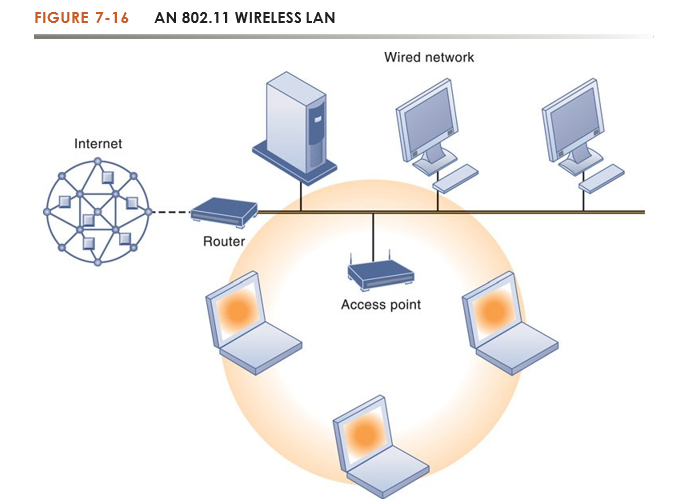 FIGURE 7-16 AN 802.11 WIRELESS LAN
Wired network
Internet
Router
Access point